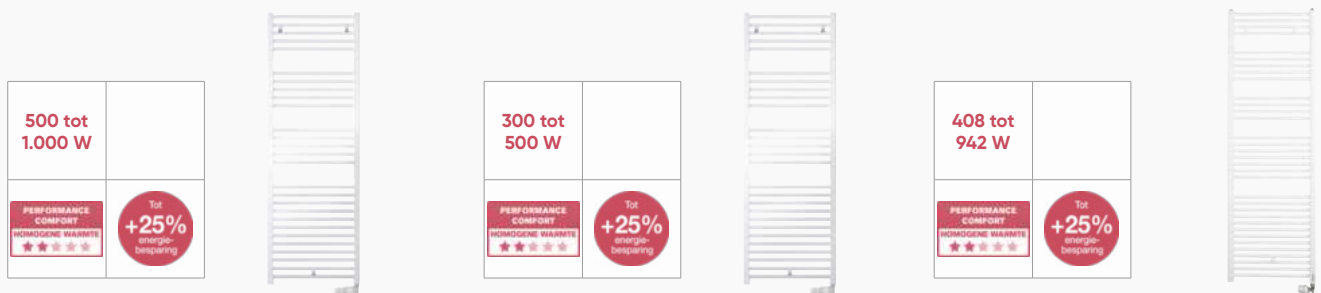 500 tot
1.000 W
PERFORMANCE
COMFORT
HOMOGENE WARMTE
Tot
+25%
energie-
besparing
300 tot
500 W
PERFORMANCE
COMFORT
HOMOGENE WARMTE
Tot
+25%
energie-
besparing
408 tot
942 W
PERFORMANCE
COMFORT
HOMOGENE WARMTE
Tot
+25%
energie-
besparing